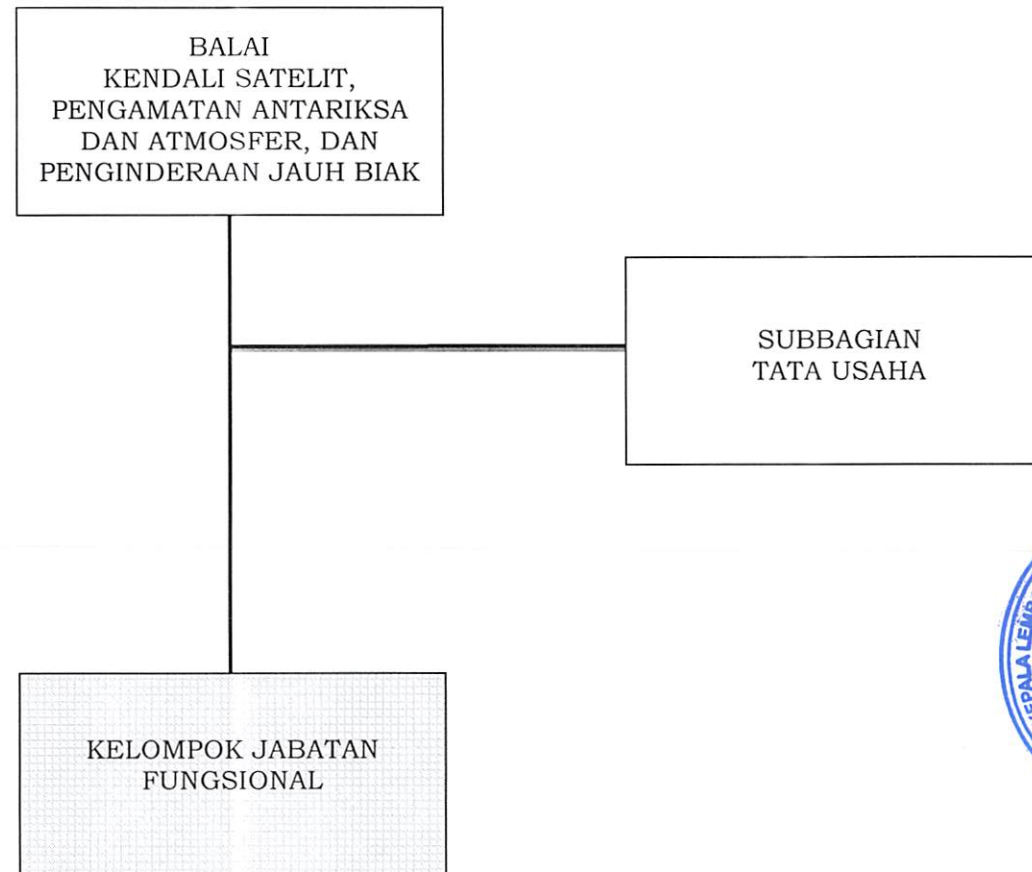 BALAI
KENDALI SATELIT,
PENGAMATAN ANTARIKSA
DAN ATMOSFER, DAN
PENGINDERAAN JAUH BIAK
SUBBAGIAN
TATA USAHA
KELOMPOK JABATAN
FUNGSIONAL